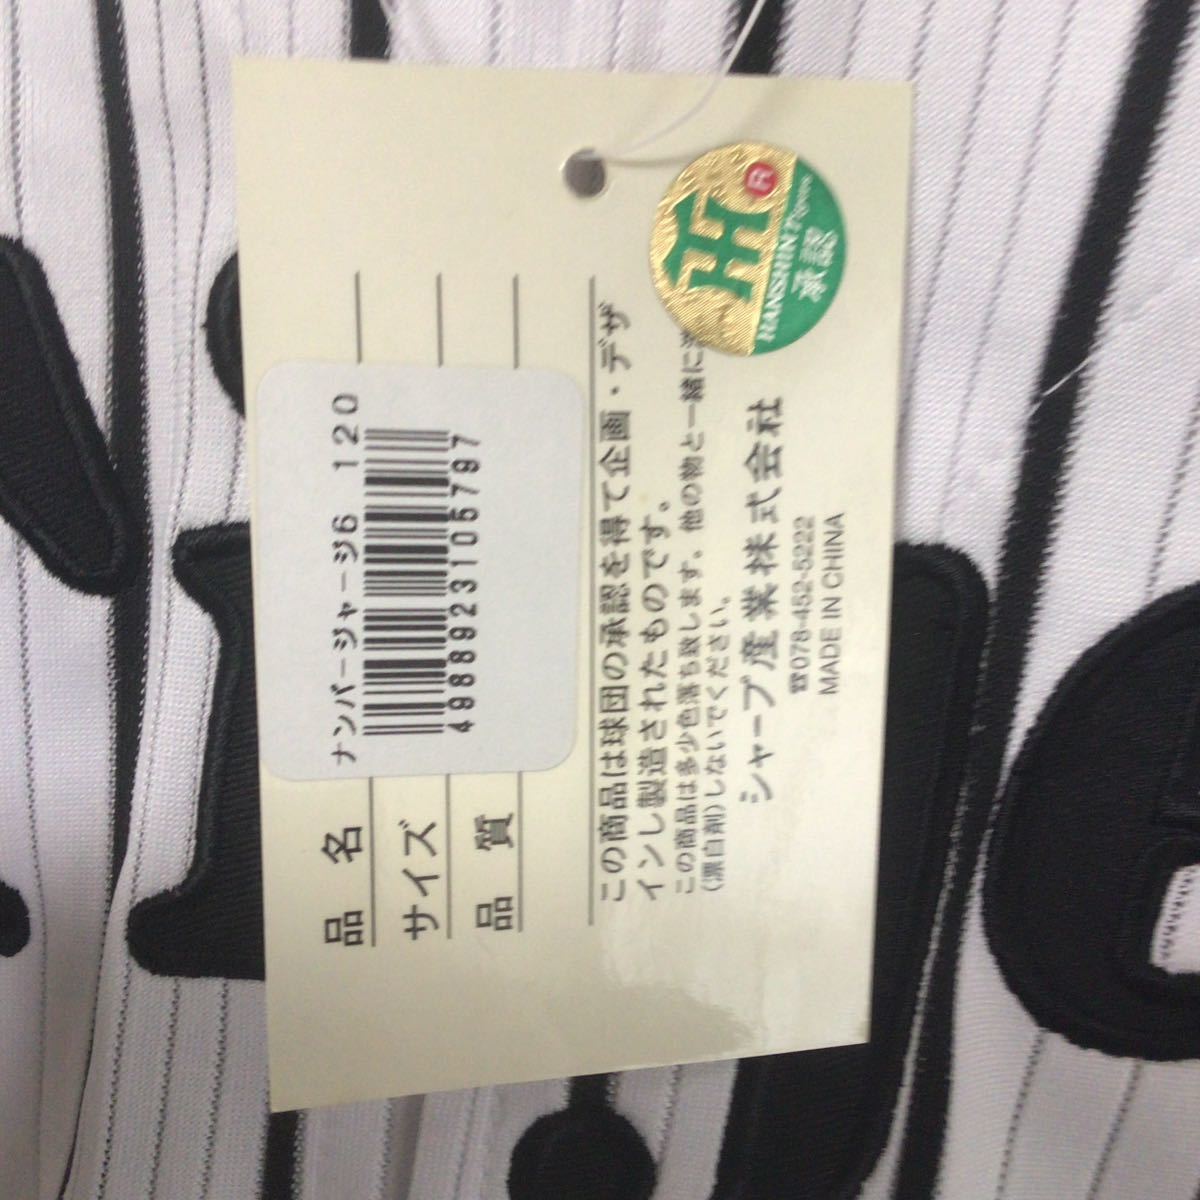 ナンバージャージ6 120
4988923105797
品名
サイズ
品質
この商品は球団の承認を得て企画・デザ
インし製造されたものです。
この商品は多少色落ち致します。他の物と一緒に
(漂白剤)しないでください。
シャープ産業株式会社
☎078-452-5222
MADE IN CHINA
HT
R
HANSHIN Tigers
承認